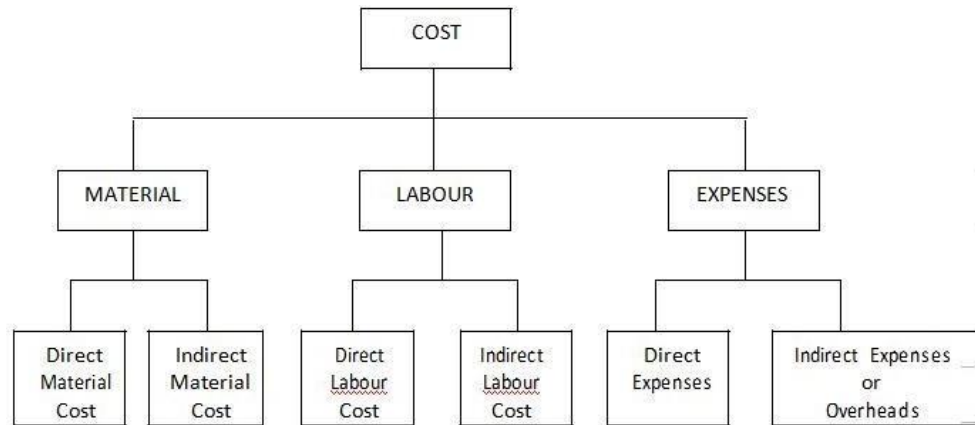 COST
MATERIAL
LABOUR
EXPENSES
Direct
Material
Cost
Indirect
Material
Cost
Direct
Labour
Cost
Indirect
Labour
Cost
Direct
Expenses
Indirect Expenses
or
Overheads